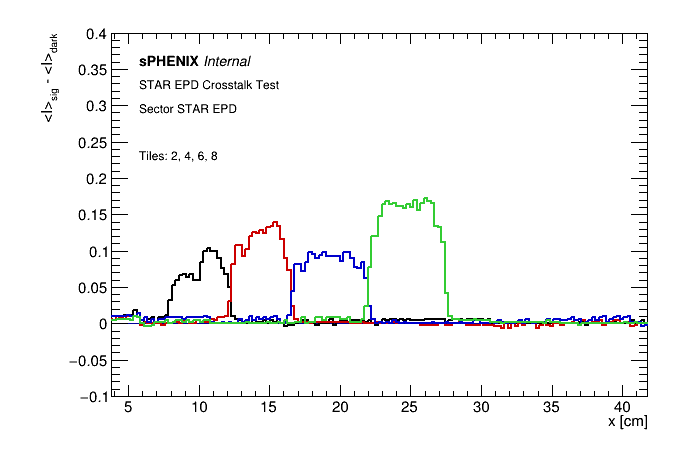 <I>sig - <I>dark
0.4
0.35
0.3
0.25
0.2
0.15
0.1
0.05
0
−0.05
−0.1
sPHENIX Internal
STAR EPD Crosstalk Test
Sector STAR EPD
Tiles: 2, 4, 6, 8
5 10 15 20 25 30 35 40
x [cm]